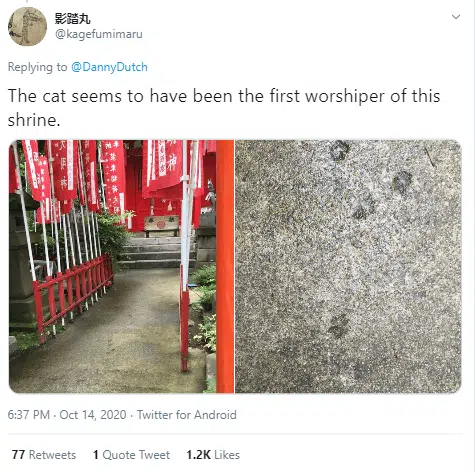 影踏丸
@kagefumimaru
Replying to @DannyDutch
The cat seems to have been the first worshiper of this
shrine.
6:37 PM · Oct 14, 2020 · Twitter for Android
77 Retweets 1 Quote Tweet 1.2K Likes